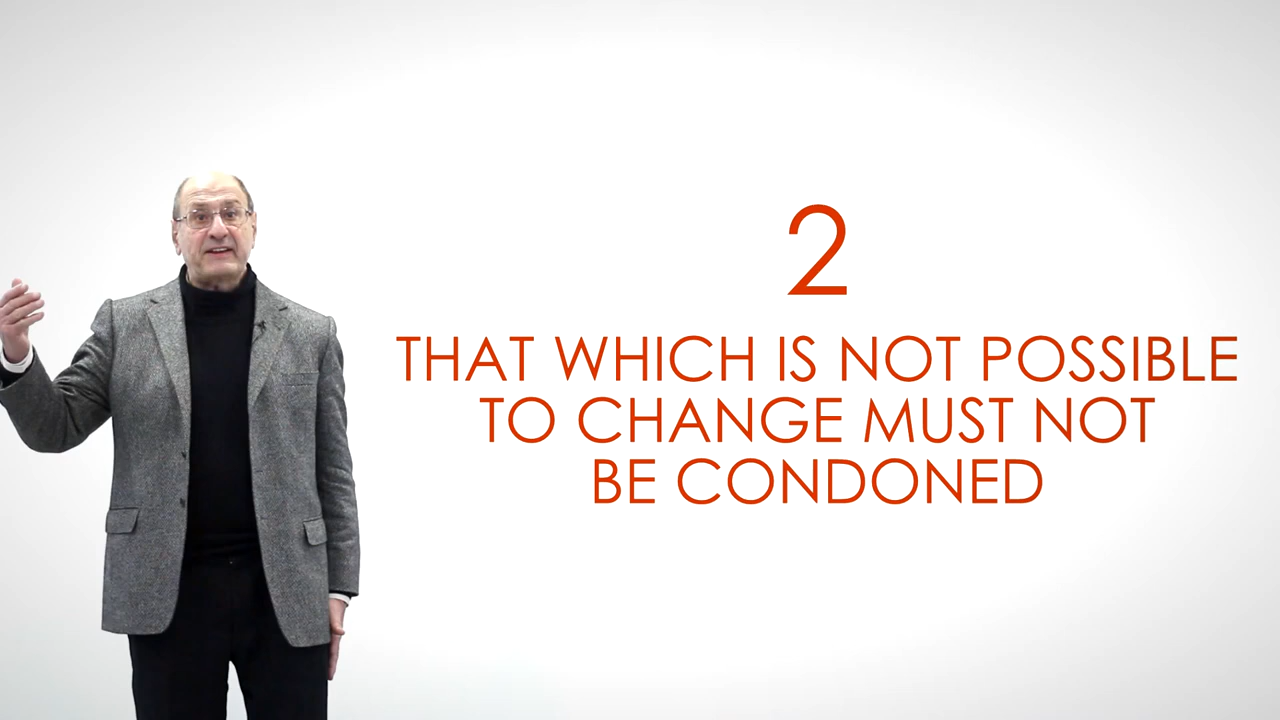 2
THAT WHICH IS NOT POSSIBLE
TO CHANGE MUST NOT
BE CONDONED